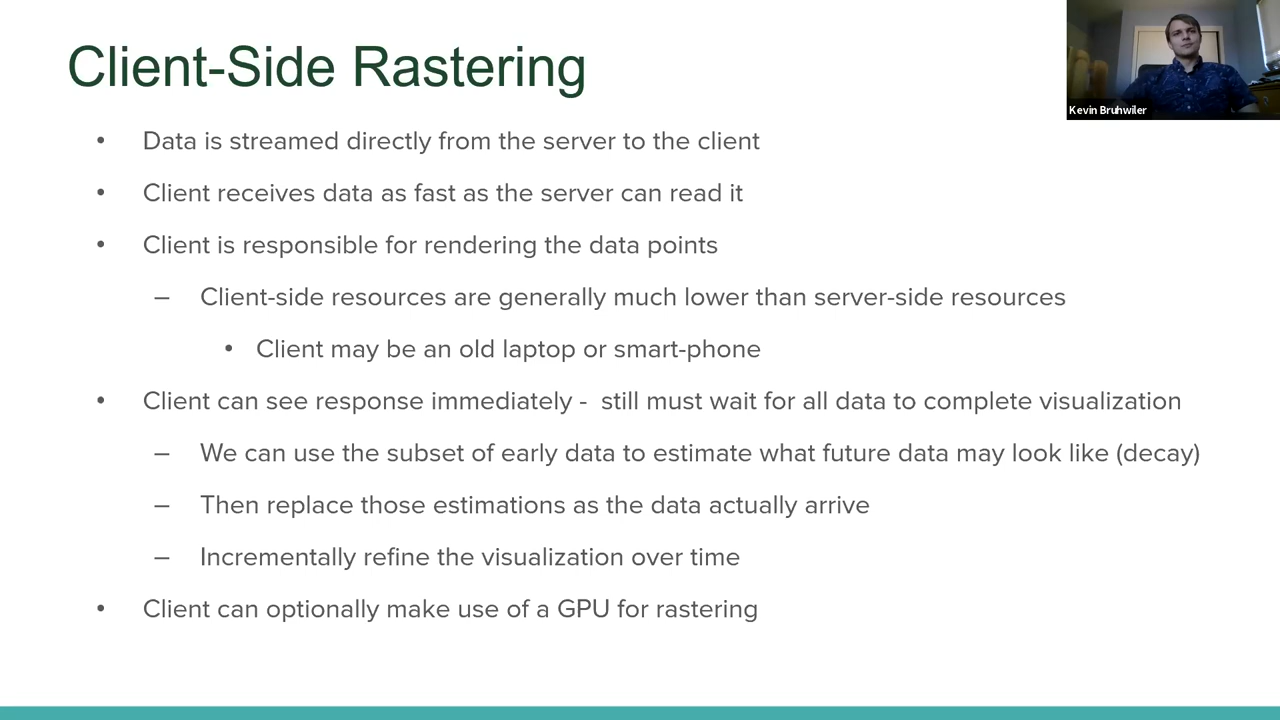 Client-Side Rastering
Kevin Bruhwiler
• Data is streamed directly from the server to the client
• Client receives data as fast as the server can read it
• Client is responsible for rendering the data points
– Client-side resources are generally much lower than server-side resources
• Client may be an old laptop or smart-phone
• Client can see response immediately -  still must wait for all data to complete visualization
– We can use the subset of early data to estimate what future data may look like (decay)
– Then replace those estimations as the data actually arrive
– Incrementally refine the visualization over time
• Client can optionally make use of a GPU for rastering